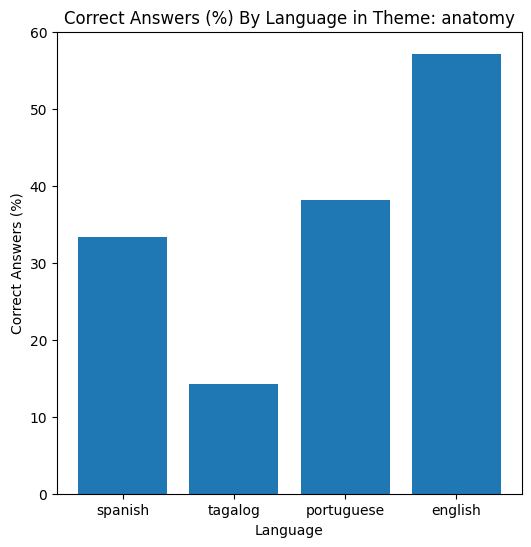 Correct Answers (%) By Language in Theme: anatomy
60
50
40
30
20
10
0
Correct Answers (%)
spanish tagalog portuguese english
Language